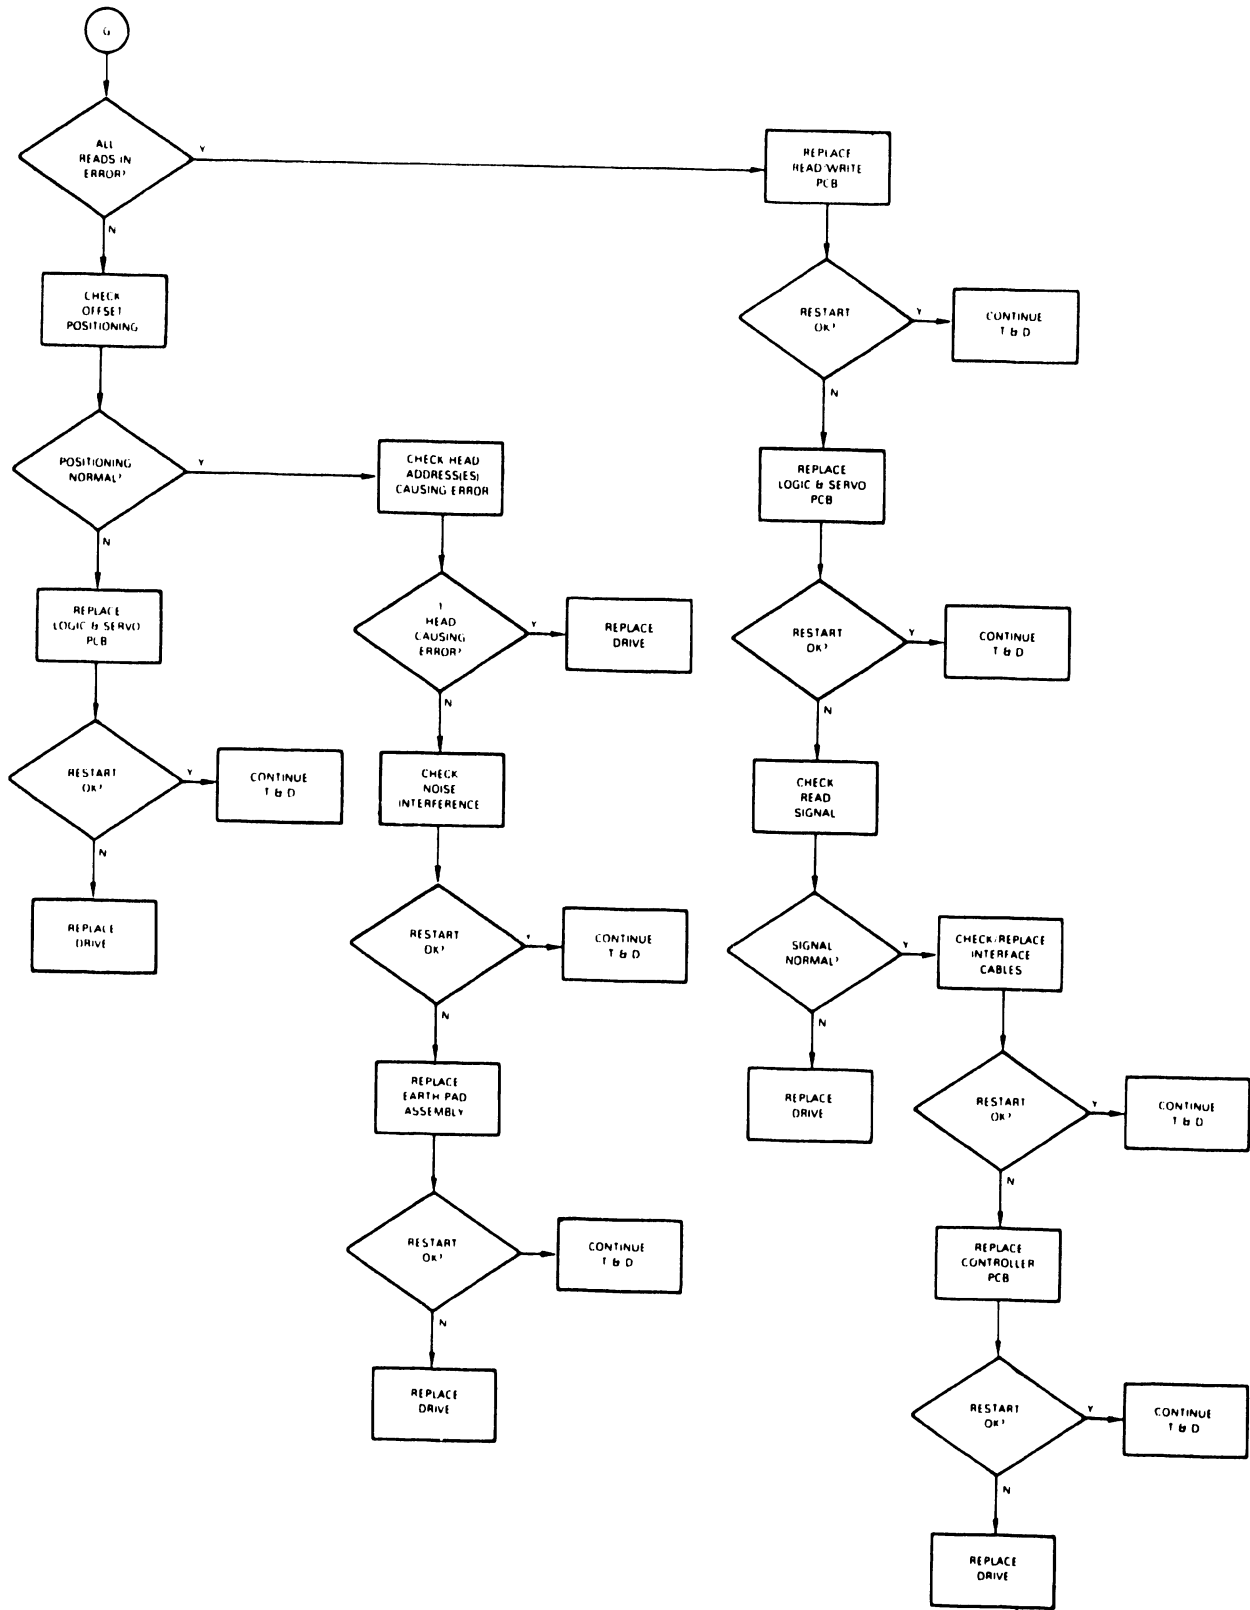 G
ALL
READS IN
ERROR?
Y
N
REPLACE
READ/WRITE
PCB
CHECK
OFFSET
POSITIONING
RESTART
OK?
Y
N
CONTINUE
T & D
POSITIONING
NORMAL?
Y
N
CHECK HEAD
ADDRESS(ES)
CAUSING ERROR
REPLACE
LOGIC & SERVO
PCB
REPLACE
LOGIC & SERVO
PCB
1
HEAD
CAUSING
ERROR?
Y
N
REPLACE
DRIVE
RESTART
OK?
Y
N
CONTINUE
T & D
RESTART
OK?
Y
N
CONTINUE
T & D
CHECK
NOISE
INTERFERENCE
CHECK
READ
SIGNAL
REPLACE
DRIVE
RESTART
OK?
Y
N
CONTINUE
T & D
SIGNAL
NORMAL?
Y
N
CHECK/REPLACE
INTERFACE
CABLES
REPLACE
EARTH PAD
ASSEMBLY
REPLACE
DRIVE
RESTART
OK?
Y
N
CONTINUE
T & D
RESTART
OK?
Y
N
CONTINUE
T & D
REPLACE
CONTROLLER
PCB
REPLACE
DRIVE
RESTART
OK?
Y
N
CONTINUE
T & D
REPLACE
DRIVE